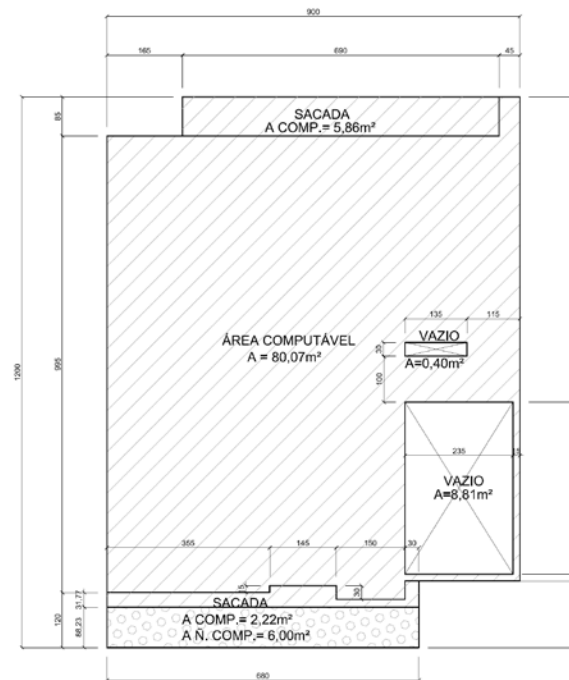 900
165
690
45
85
SACADA
A COMP.= 5,86m²
1200
995
135
115
ÁREA COMPUTÁVEL
A = 80,07m²
VAZIO
30
A=0,40m²
100
235
15
VAZIO
A=8,81m²
355
145
150
30
15
30
31,77
SACADA
120
88,23
A COMP.= 2,22m²
A Ñ. COMP.= 6,00m²
680